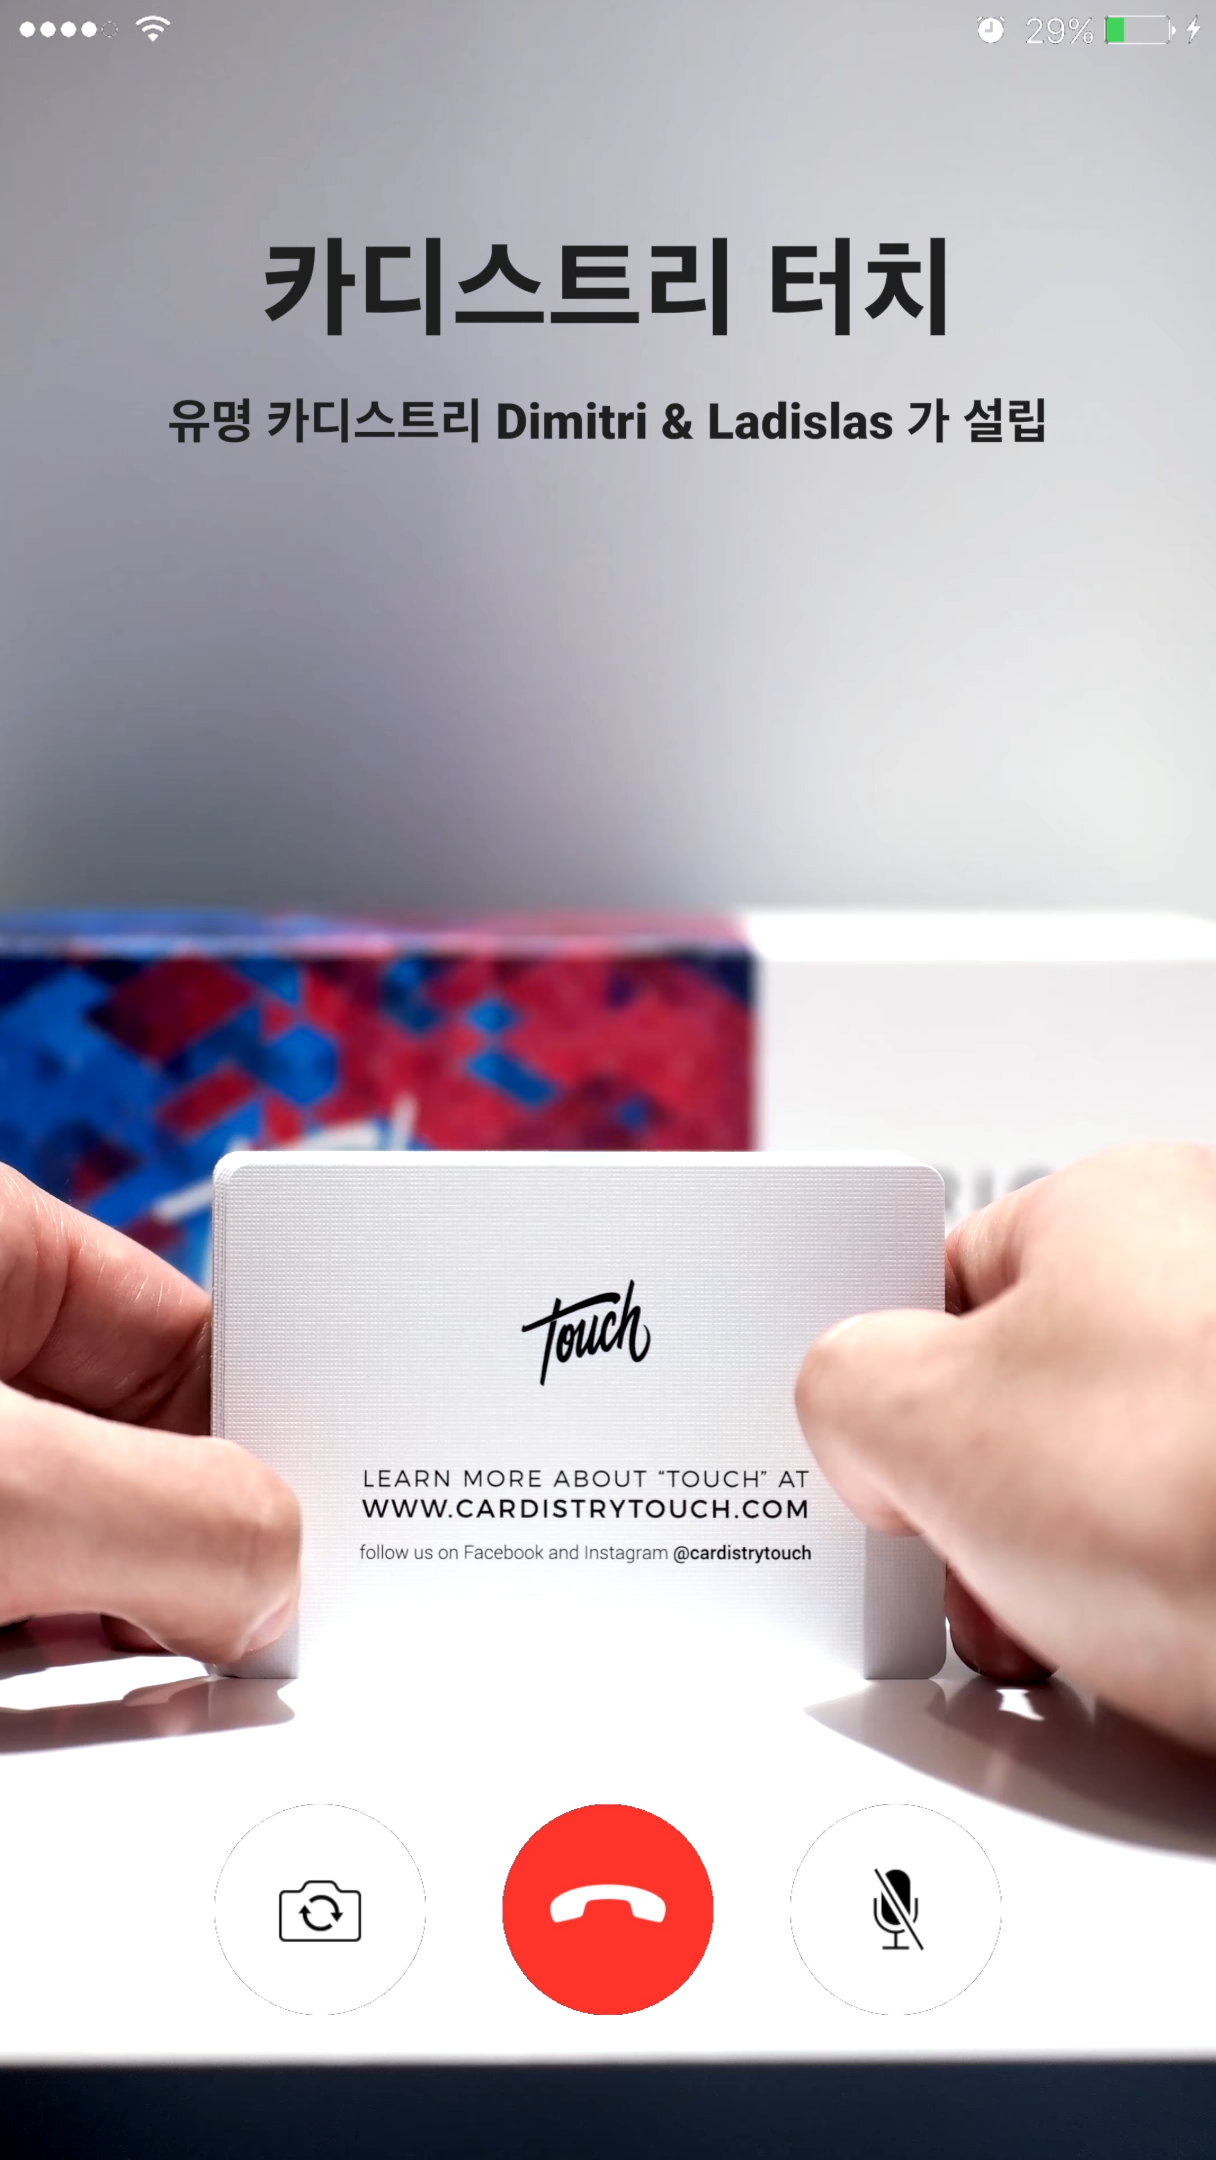 29%
카디스트리 터치
유명 카디스트리 Dimitri & Ladislas 가 설립
Touch
LEARN MORE ABOUT “TOUCH” AT
WWW.CARDISTRYTOUCH.COM
follow us on Facebook and Instagram @cardistrytouch